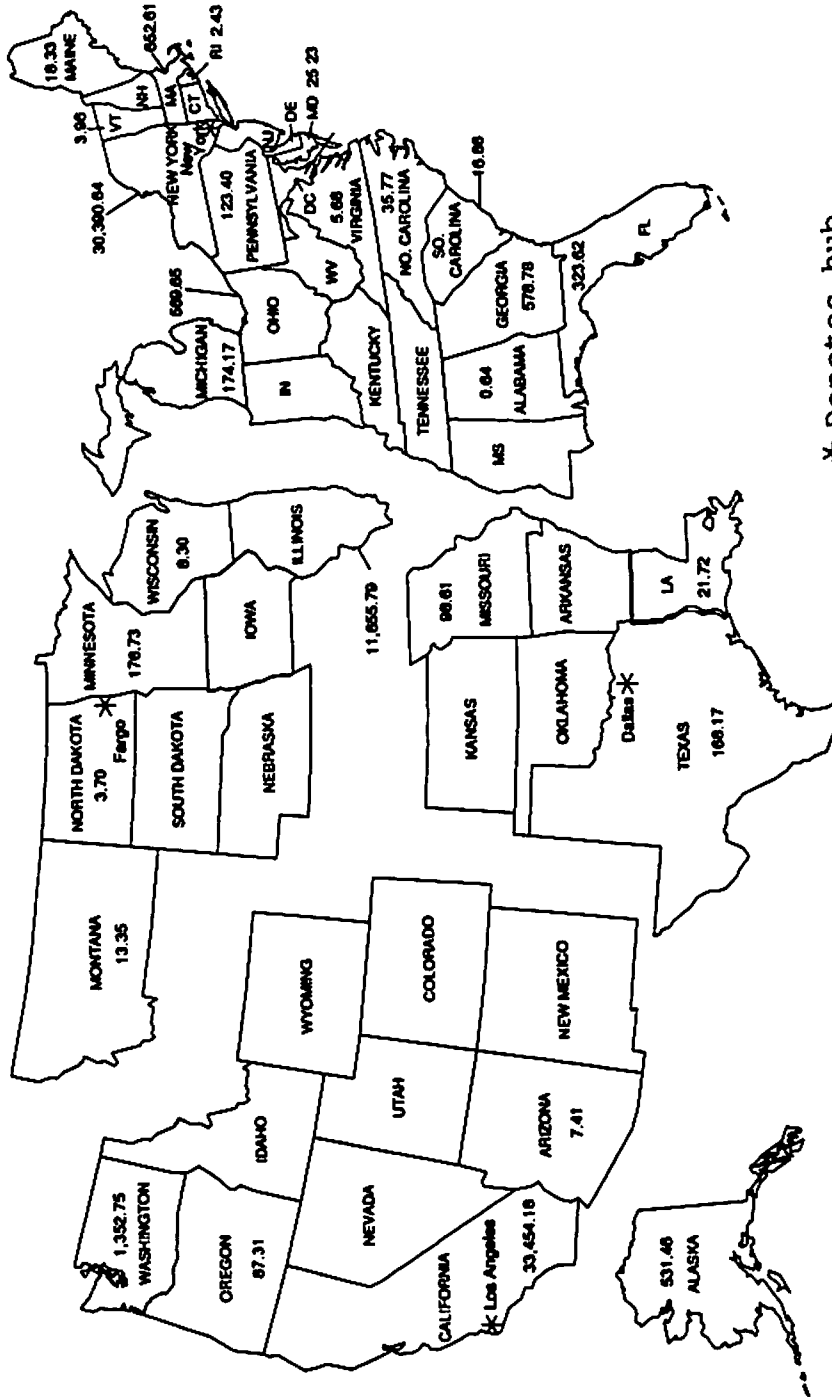 1,352.75
WASHINGTON
OREGON
87.31
CALIFORNIA
Los Angeles
33,454.18
NEVADA
IDAHO
UTAH
ARIZONA
7.41
531.46
ALASKA
MONTANA
13.35
WYOMING
COLORADO
NEW MEXICO
NORTH DAKOTA
3.70
Fargo
SOUTH DAKOTA
NEBRASKA
MINNESOTA
176.73
IOWA
WISCONSIN
8.30
ILLINOIS
11,655.79
KANSAS
98.61
MISSOURI
OKLAHOMA
ARKANSAS
Dallas
TEXAS
168.17
LA
21.72
MICHIGAN
174.17
569.65
OHIO
IN
KENTUCKY
TENNESSEE
MS
0.64
ALABAMA
GEORGIA
578.78
323.62
FL
SO.
CAROLINA
16.86
35.77
NO. CAROLINA
WV
DC
5.66
VIRGINIA
123.40
PENNSYLVANIA
30,390.64
NEW YORK
New
York
NJ
DE
MD 25 23
3.96
VT
NH
MA
CT
652.61
RI 2.43
18.33
MAINE
* Denotes hub